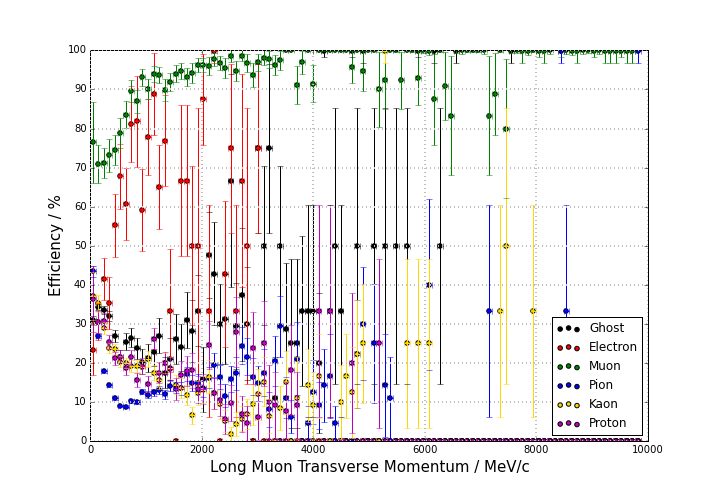 100
90
80
70
60
50
40
30
20
10
0
Efficiency / %
0
2000
4000
6000
8000
10000
Long Muon Transverse Momentum / MeV/c
Ghost
Electron
Muon
Pion
Kaon
Proton